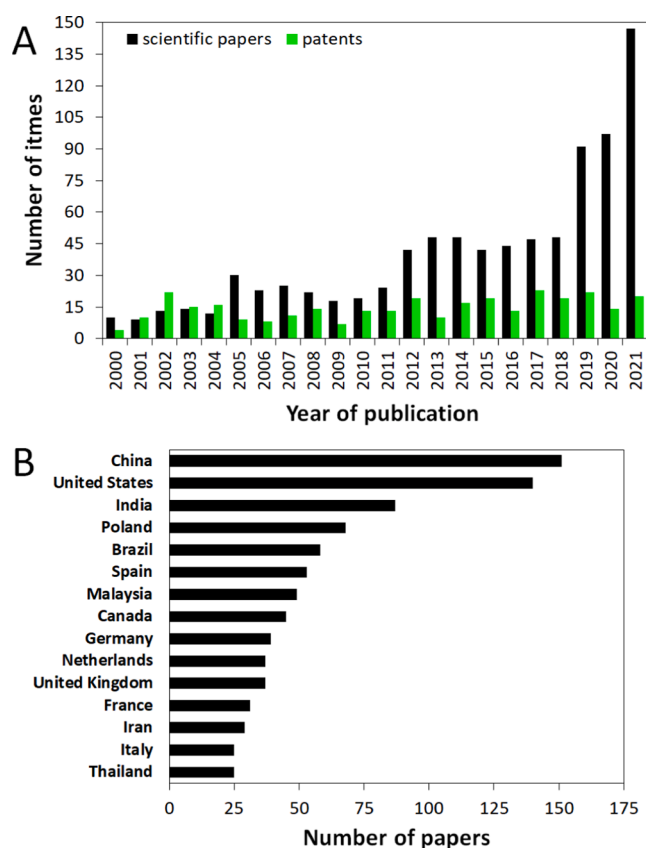 A
scientific papers patents
150
135
120
105
90
75
60
45
30
15
0
Number of itmes
2000 2001 2002 2003 2004 2005 2006 2007 2008 2009 2010 2011 2012 2013 2014 2015 2016 2017 2018 2019 2020 2021
Year of publication
B
China
United States
India
Poland
Brazil
Spain
Malaysia
Canada
Germany
Netherlands
United Kingdom
France
Iran
Italy
Thailand
0 25 50 75 100 125 150 175
Number of papers